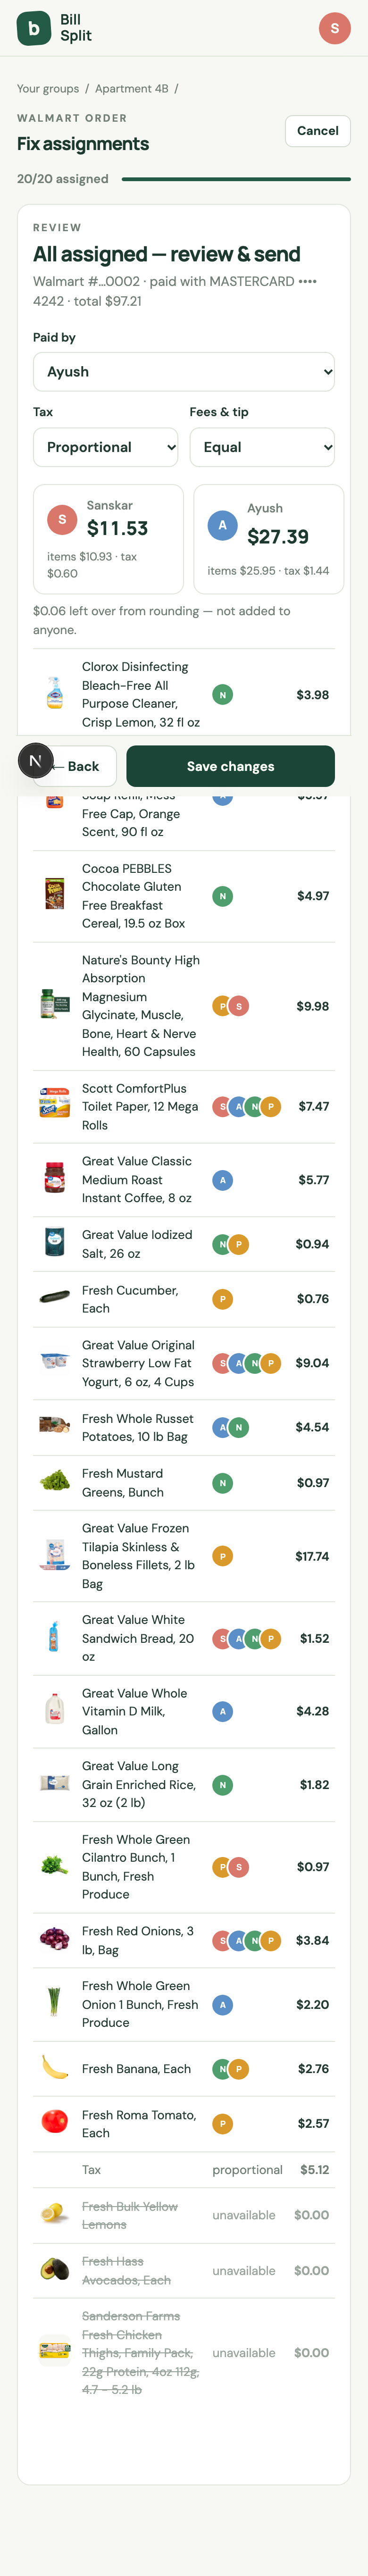 b
Bill
Split
S
Your groups / Apartment 4B /
WALMART ORDER
Fix assignments
Cancel
20/20 assigned
REVIEW
All assigned — review & send
Walmart #…0002 · paid with MASTERCARD ••••
4242 · total $97.21
Paid by
Ayush
Tax
Fees & tip
Proportional
Equal
S
Sanskar
$11.53
items $10.93 · tax
$0.60
A
Ayush
$27.39
items $25.95 · tax $1.44
$0.06 left over from rounding — not added to
anyone.
Clorox Disinfecting
Bleach-Free All
Purpose Cleaner,
Crisp Lemon, 32 fl oz
N
$3.98
N
← Back
Save changes
Free Cap, Orange
Scent, 90 fl oz
Cocoa PEBBLES
Chocolate Gluten
Free Breakfast
Cereal, 19.5 oz Box
N
$4.97
Nature's Bounty High
Absorption
Magnesium
Glycinate, Muscle,
Bone, Heart & Nerve
Health, 60 Capsules
P S
$9.98
Scott ComfortPlus
Toilet Paper, 12 Mega
Rolls
S A N P
$7.47
Great Value Classic
Medium Roast
Instant Coffee, 8 oz
A
$5.77
Great Value Iodized
Salt, 26 oz
N P
$0.94
Fresh Cucumber,
Each
P
$0.76
Great Value Original
Strawberry Low Fat
Yogurt, 6 oz, 4 Cups
S A N P
$9.04
Fresh Whole Russet
Potatoes, 10 lb Bag
A N
$4.54
Fresh Mustard
Greens, Bunch
N
$0.97
Great Value Frozen
Tilapia Skinless &
Boneless Fillets, 2 lb
Bag
P
$17.74
Great Value White
Sandwich Bread, 20
oz
S A N P
$1.52
Great Value Whole
Vitamin D Milk,
Gallon
A
$4.28
Great Value Long
Grain Enriched Rice,
32 oz (2 lb)
N
$1.82
Fresh Whole Green
Cilantro Bunch, 1
Bunch, Fresh
Produce
P S
$0.97
Fresh Red Onions, 3
lb, Bag
S A N P
$3.84
Fresh Whole Green
Onion 1 Bunch, Fresh
Produce
A
$2.20
Fresh Banana, Each
N P
$2.76
Fresh Roma Tomato,
Each
P
$2.57
Tax
proportional
$5.12
Fresh Bulk Yellow
Lemons
unavailable
$0.00
Fresh Hass
Avocados, Each
unavailable
$0.00
Sanderson Farms
Fresh Chicken
Thighs, Family Pack,
22g Protein, 4oz 112g,
4.7 - 5.2 lb
unavailable
$0.00